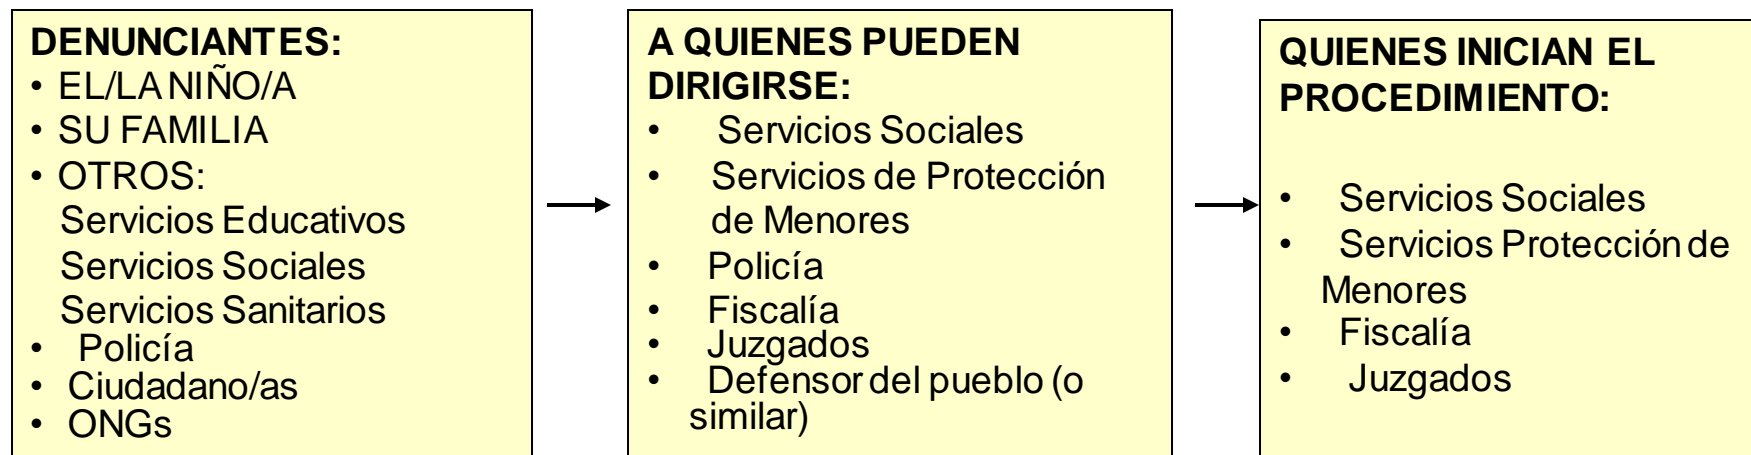 DENUNCIANTES:
• EL/LA NIÑO/A
• SU FAMILIA
• OTROS:
Servicios Educativos
Servicios Sociales
Servicios Sanitarios
• Policía
• Ciudadano/as
• ONGs
A QUIENES PUEDEN
DIRIGIRSE:
• Servicios Sociales
• Servicios de Protección
de Menores
• Policía
• Fiscalía
• Juzgados
• Defensor del pueblo (o
similar)
QUIENES INICIAN EL
PROCEDIMIENTO:
• Servicios Sociales
• Servicios Protección de
Menores
• Fiscalía
• Juzgados